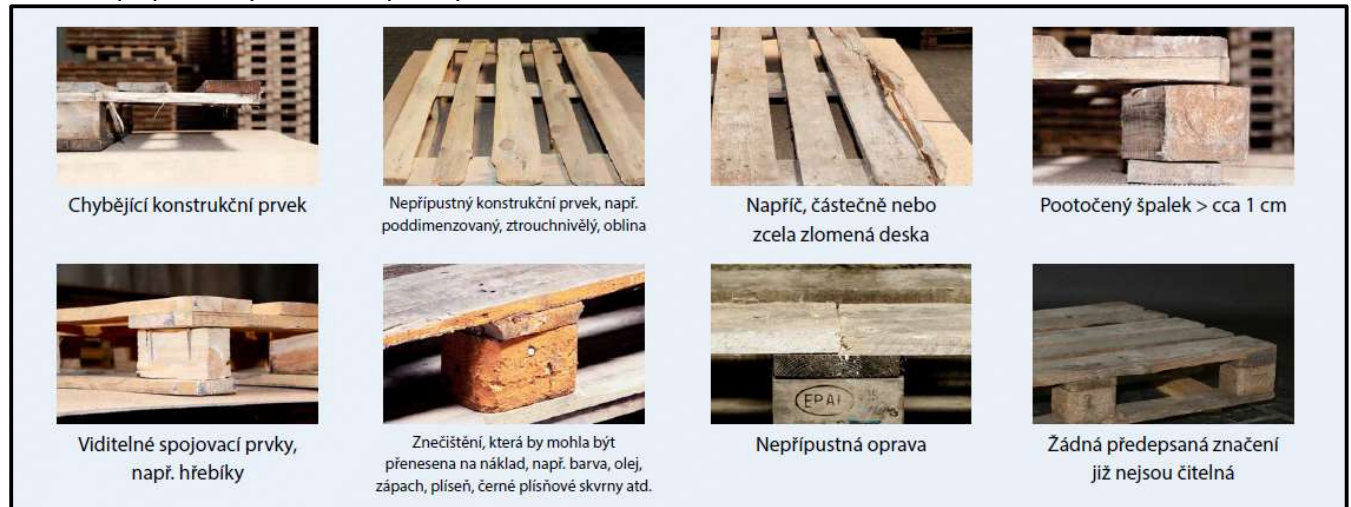 Chybějící konstrukční prvek
Nepřípustný konstrukční prvek, např.
poddimenzovaný, ztrouchnivělý, oblina
Napříč, částečně nebo
zcela zlomená deska
Pootočený špalek > cca 1 cm
Viditelné spojovací prvky,
např. hřebíky
Znečištění, která by mohla být
přenesena na náklad, např. barva, olej,
zápach, plíseň, černé plísňové skvrny atd.
EPAL
Nepřípustná oprava
Žádná předepsaná značení
již nejsou čitelná